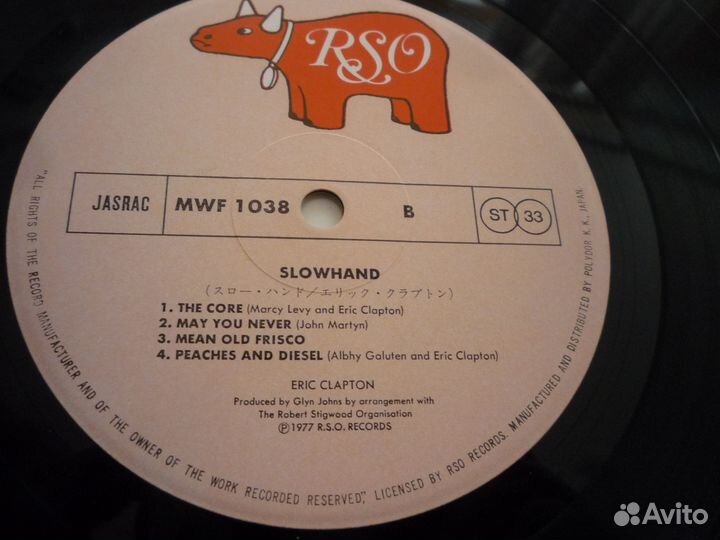 RSO
JASRAC
MWF 1038
B
ST 33
SLOWHAND
(スロー・ハンド/エリック・クラプトン)
1. THE CORE (Marcy Levy and Eric Clapton)
2. MAY YOU NEVER (John Martyn)
3. MEAN OLD FRISCO
4. PEACHES AND DIESEL (Albhy Galuten and Eric Clapton)
ERIC CLAPTON
Produced by Glyn Johns by arrangement with
The Robert Stigwood Organisation
Ⓟ1977 R.S.O. RECORDS
"ALL RIGHTS OF THE RECORD MANUFACTURER AND OF THE OWNER OF THE WORK RECORDED RESERVED", LICENSED BY RSO RECORDS. MANUFACTURED AND DISTRIBUTED BY POLYDOR K. K., JAPAN.
Avito